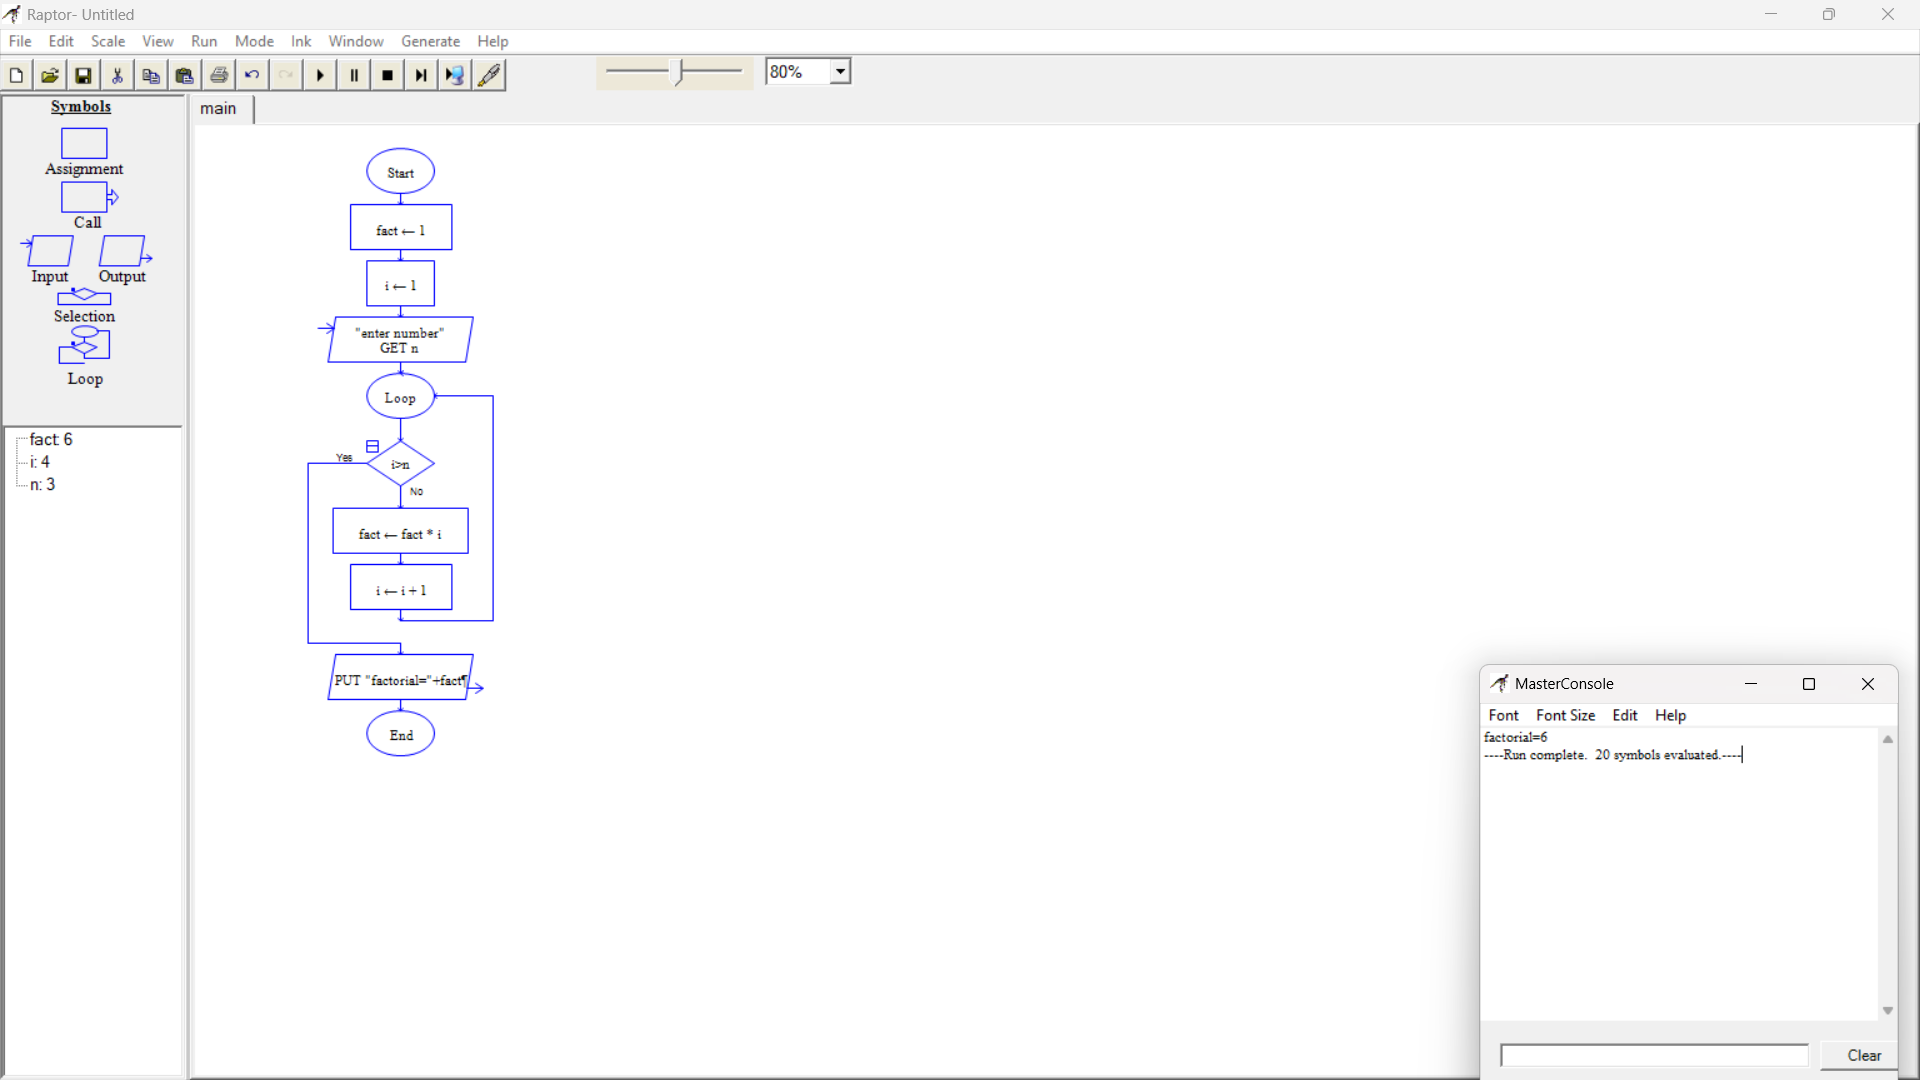 Raptor- Untitled
File Edit Scale View Run Mode Ink Window Generate Help
80%
Symbols
Assignment
Call
Input Output
Selection
Loop
fact: 6
i: 4
n: 3
main
Start
fact ← 1
i ← 1
"enter number"
GET n
Loop
Yes
i>n
No
fact ← fact * i
i ← i + 1
PUT "factorial="+fact¶
End
MasterConsole
Font Font Size Edit Help
factorial=6
----Run complete.  20 symbols evaluated.----
Clear